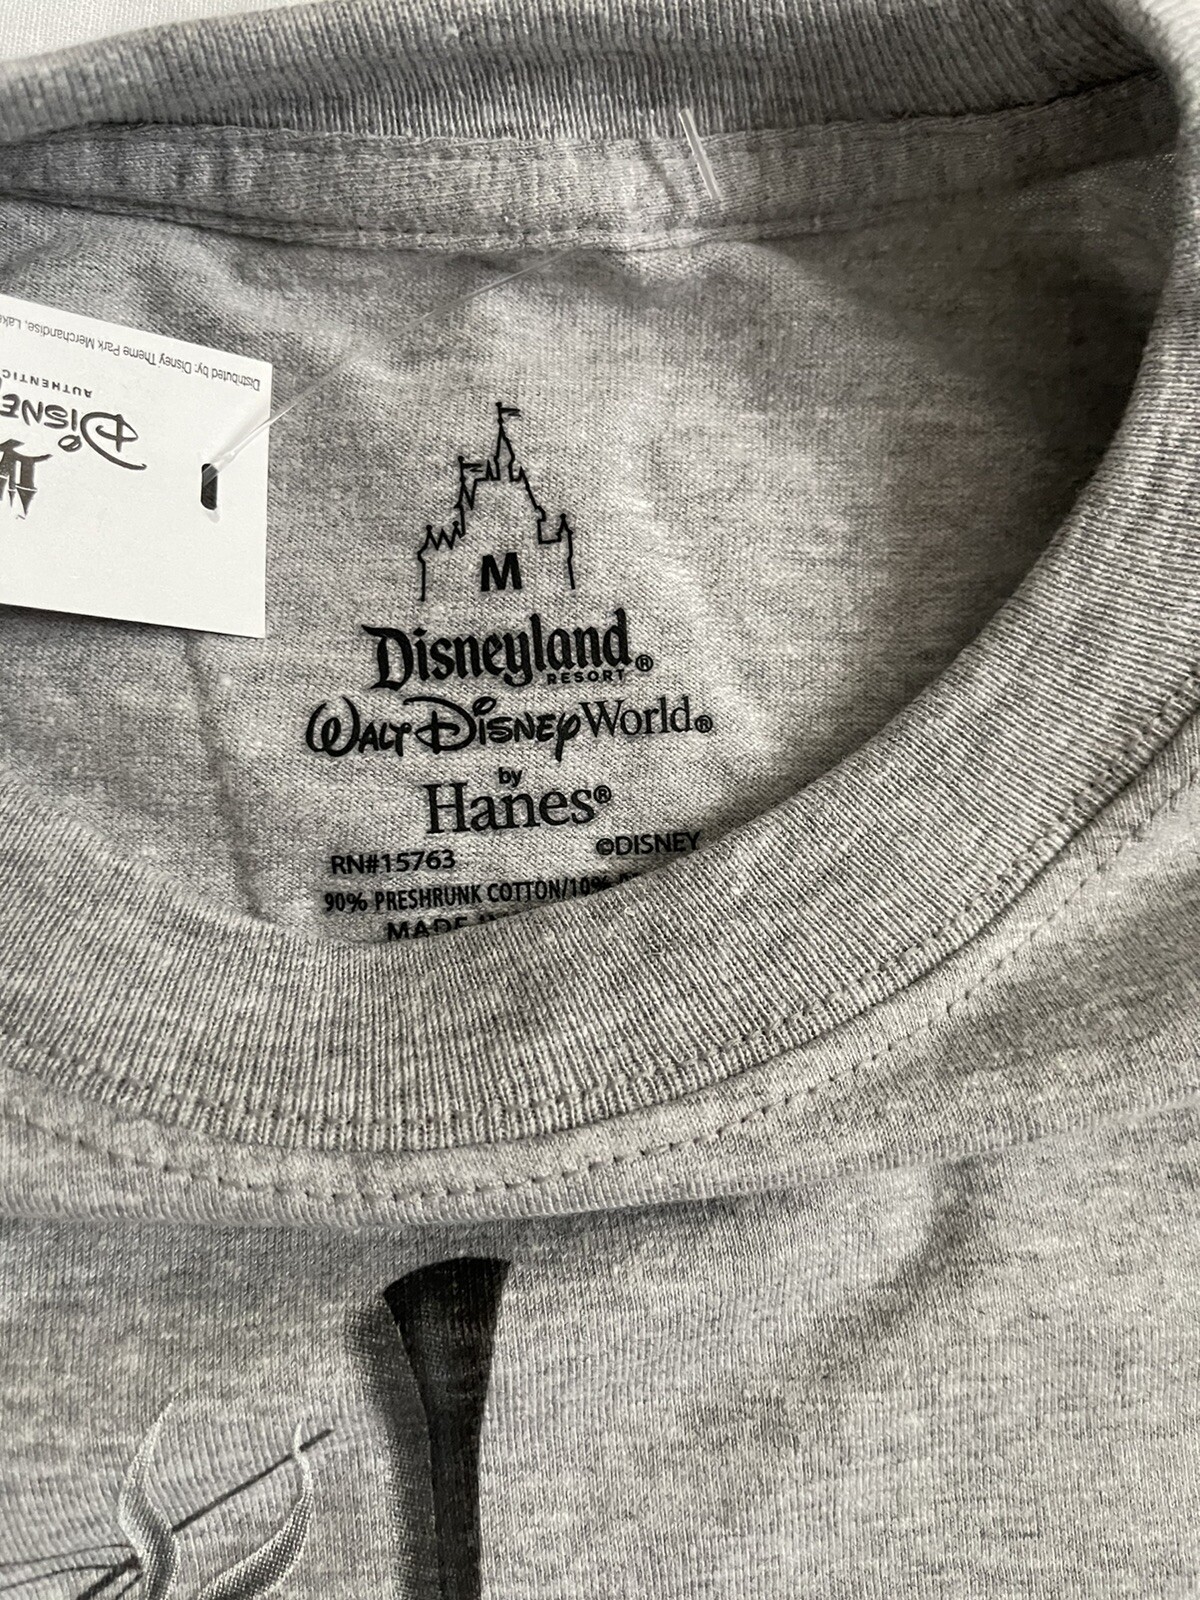 Distributed by: Disney Theme Park Merchandise,
AUTHENTIC
M
Disneyland®
RESORT
Walt Disney World®
by
Hanes®
RN#15763 ©DISNEY
90% PRESHRUNK COTTON/10%
MADE